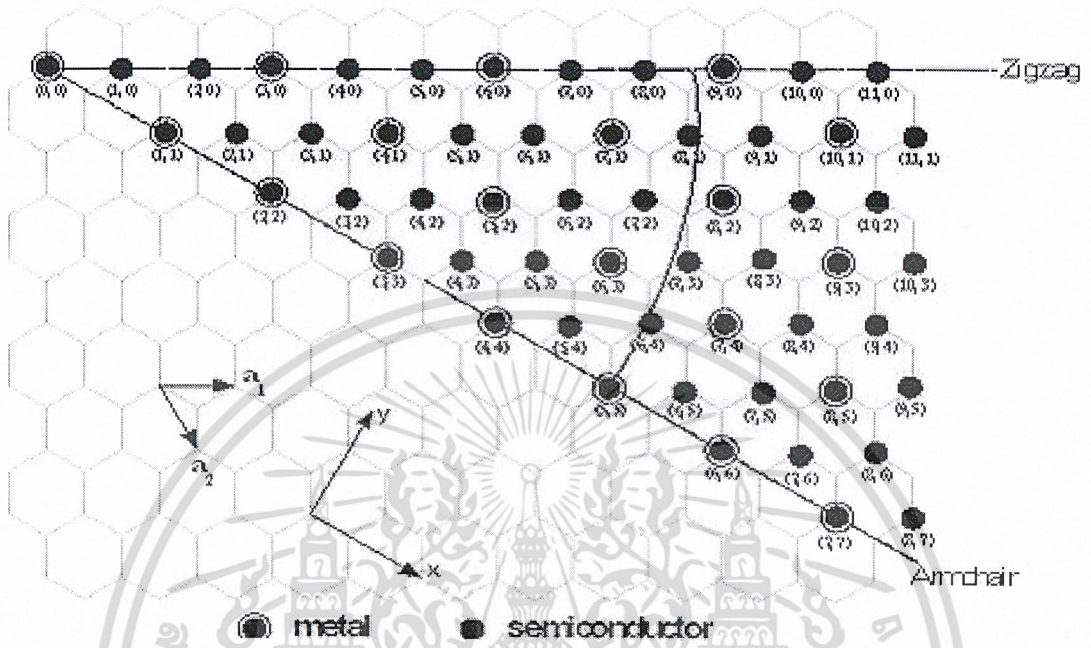 Zigzag
(0,0) (1,0) (2,0) (3,0) (4,0) (5,0) (6,0) (7,0) (8,0) (9,0) (10,0) (11,0)
(1,1) (2,1) (3,1) (4,1) (5,1) (6,1) (7,1) (8,1) (9,1) (10,1) (11,1)
(2,2) (3,2) (4,2) (5,2) (6,2) (7,2) (8,2) (9,2) (10,2)
(3,3) (4,3) (5,3) (6,3) (7,3) (8,3) (9,3) (10,3)
(4,4) (5,4) (6,4) (7,4) (8,4) (9,4)
a1
(5,5) (6,5) (7,5) (8,5) (9,5)
y
a2
(6,6) (7,6) (8,6)
(7,7) (8,7)
x
Armchair
metal semiconductor